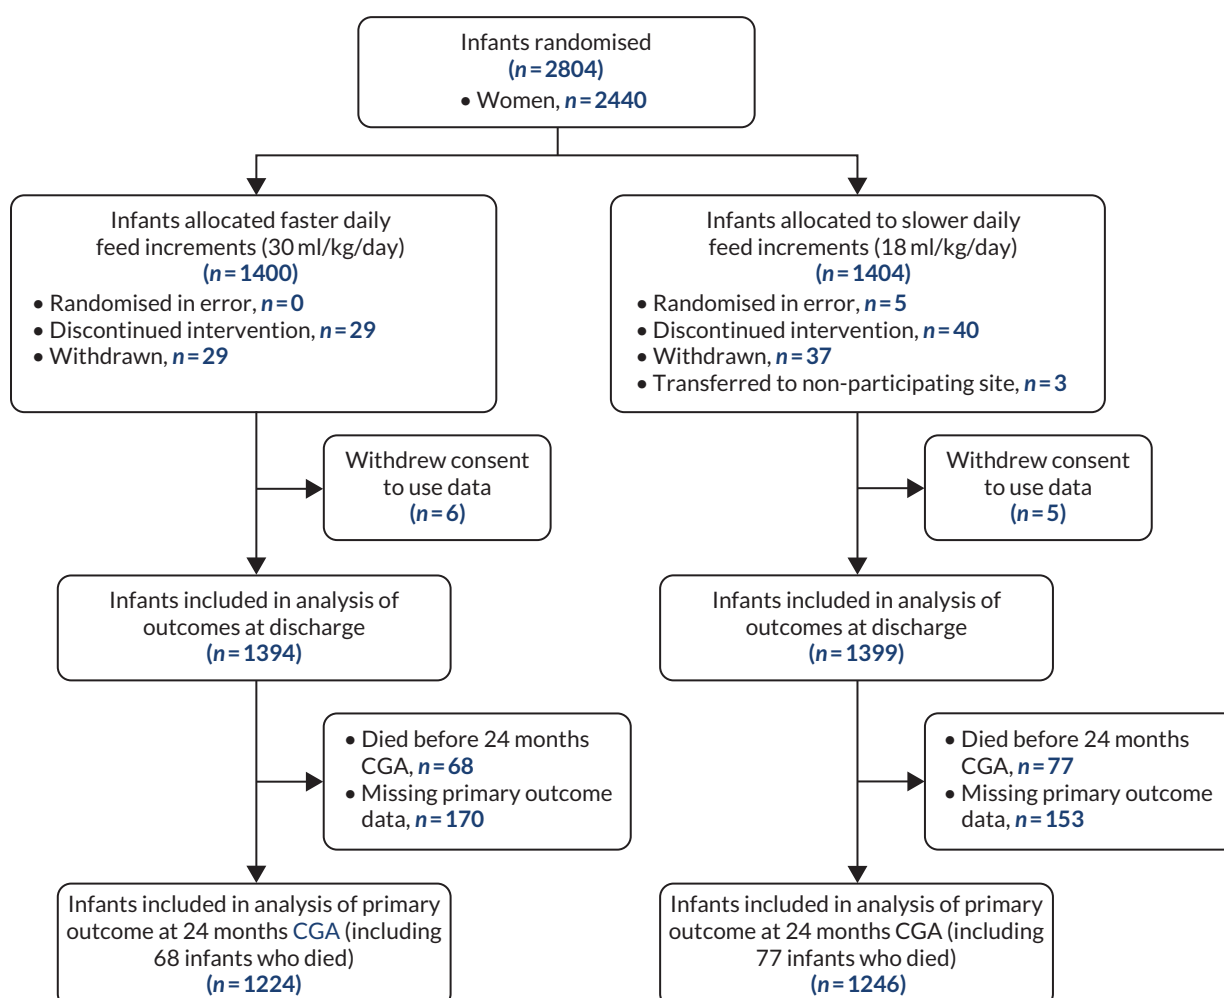 Infants randomised
(n=2804)
• Women, n=2440
Infants allocated faster daily
feed increments (30 ml/kg/day)
(n=1400)
• Randomised in error, n=0
• Discontinued intervention, n=29
• Withdrawn, n=29
Infants allocated to slower daily
feed increments (18 ml/kg/day)
(n=1404)
• Randomised in error, n=5
• Discontinued intervention, n=40
• Withdrawn, n=37
• Transferred to non-participating site, n=3
Withdrew consent
to use data
(n=6)
Withdrew consent
to use data
(n=5)
Infants included in analysis of
outcomes at discharge
(n=1394)
Infants included in analysis of
outcomes at discharge
(n=1399)
• Died before 24 months
CGA, n=68
• Missing primary outcome
data, n=170
• Died before 24 months
CGA, n=77
• Missing primary outcome
data, n=153
Infants included in analysis of primary
outcome at 24 months CGA (including
68 infants who died)
(n=1224)
Infants included in analysis of primary
outcome at 24 months CGA (including
77 infants who died)
(n=1246)